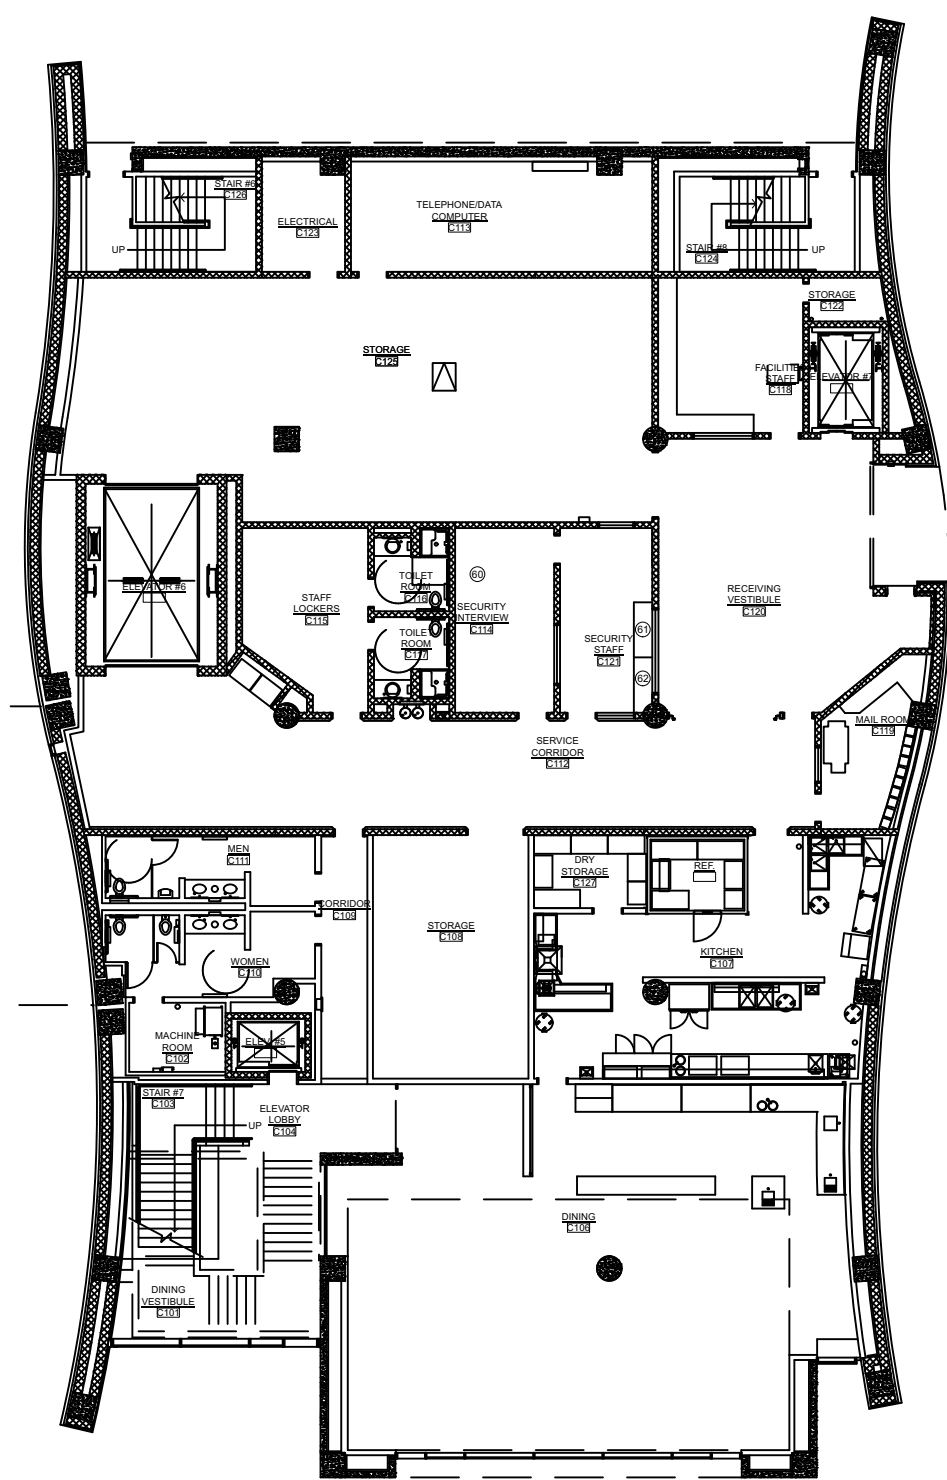 STAIR #6
C126
ELECTRICAL
C123
TELEPHONE/DATA
COMPUTER
C113
STAIR #8
C124
UP
UP
STORAGE
C122
STORAGE
C125
FACILITIES
STAFF
C118
ELEVATOR #7
ELEVATOR #6
STAFF
LOCKERS
C115
TOILET
ROOM
C116
60
SECURITY
INTERVIEW
C114
TOILET
ROOM
C117
SECURITY
STAFF
C121
61
62
RECEIVING
VESTIBULE
C120
MAIL ROOM
C119
SERVICE
CORRIDOR
C112
MEN
C111
CORRIDOR
C109
DRY
STORAGE
C127
REF.
STORAGE
C108
KITCHEN
C107
WOMEN
C110
MACHINE
ROOM
C102
ELEV #5
STAIR #7
C103
UP
ELEVATOR
LOBBY
C104
DINING
C106
DINING
VESTIBULE
C101